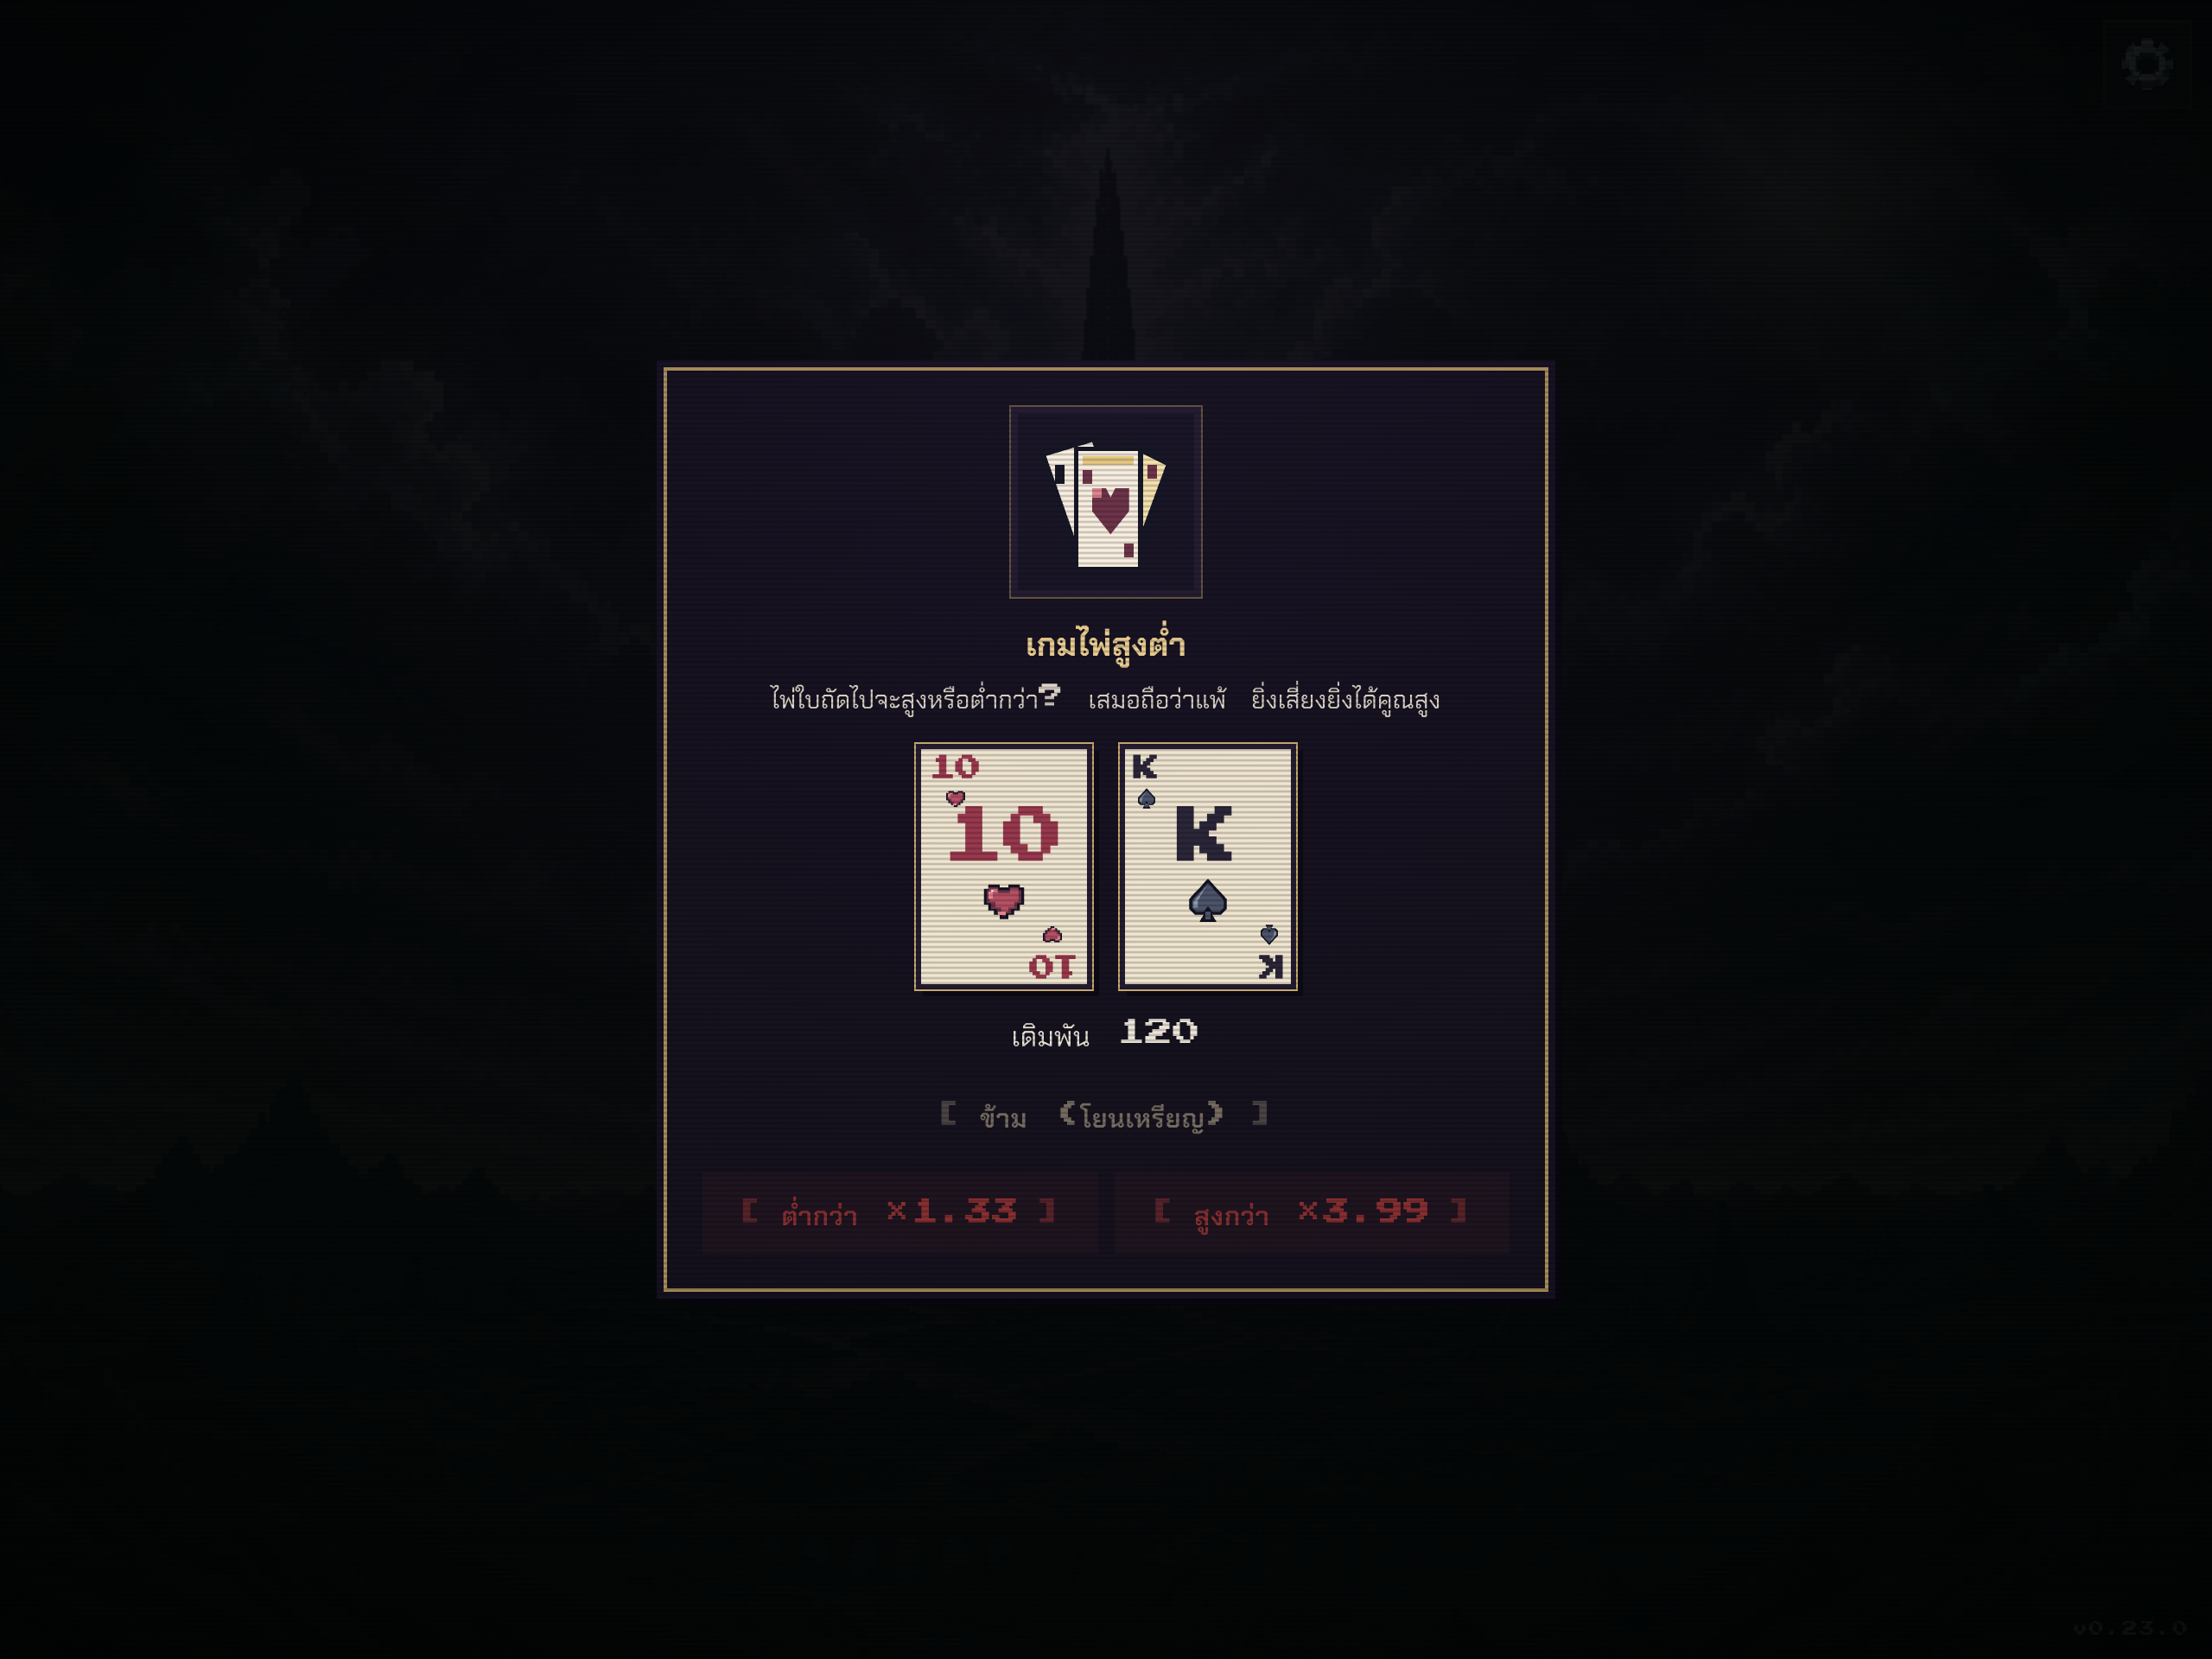 เกมไพ่สูงต่ำ
ไพ่ใบถัดไปจะสูงหรือต่ำกว่า? เสมอถือว่าแพ้ ยิ่งเสี่ยงยิ่งได้คูณสูง
10 K
10 K
10 K
เดิมพัน 120
[ ข้าม (โยนเหรียญ) ]
[ ต่ำกว่า ×1.33 ] [ สูงกว่า ×3.99 ]
v0.23.0